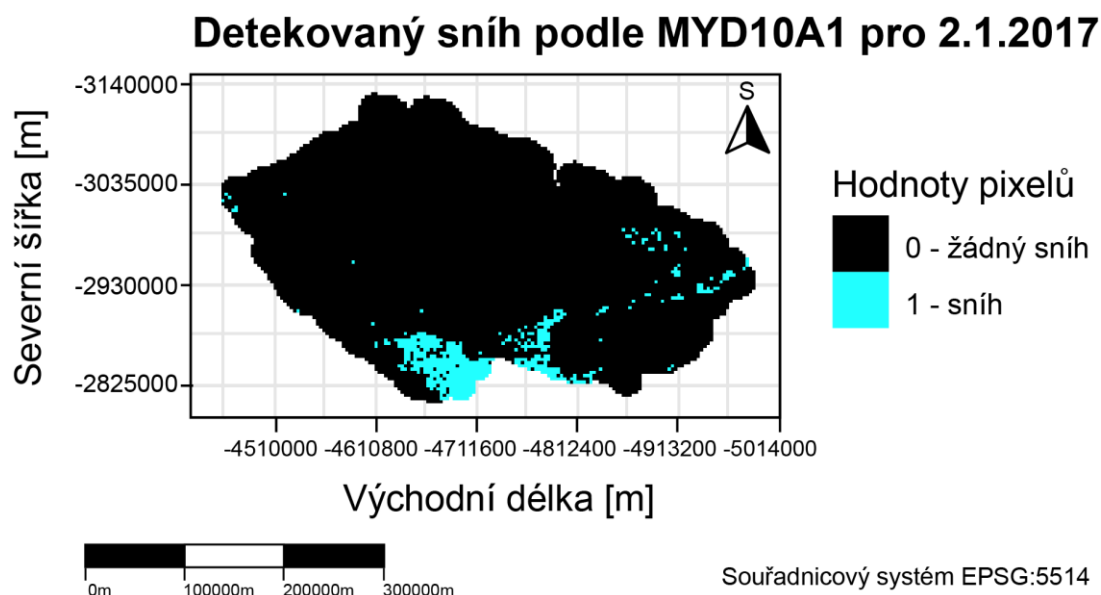 Detekovaný sníh podle MYD10A1 pro 2.1.2017
Severní šířka [m]
-3140000
-3035000
-2930000
-2825000
S
-4510000 -4610800 -4711600 -4812400 -4913200 -5014000
Východní délka [m]
Hodnoty pixelů
0 - žádný sníh
1 - sníh
0m 100000m 200000m 300000m
Souřadnicový systém EPSG:5514